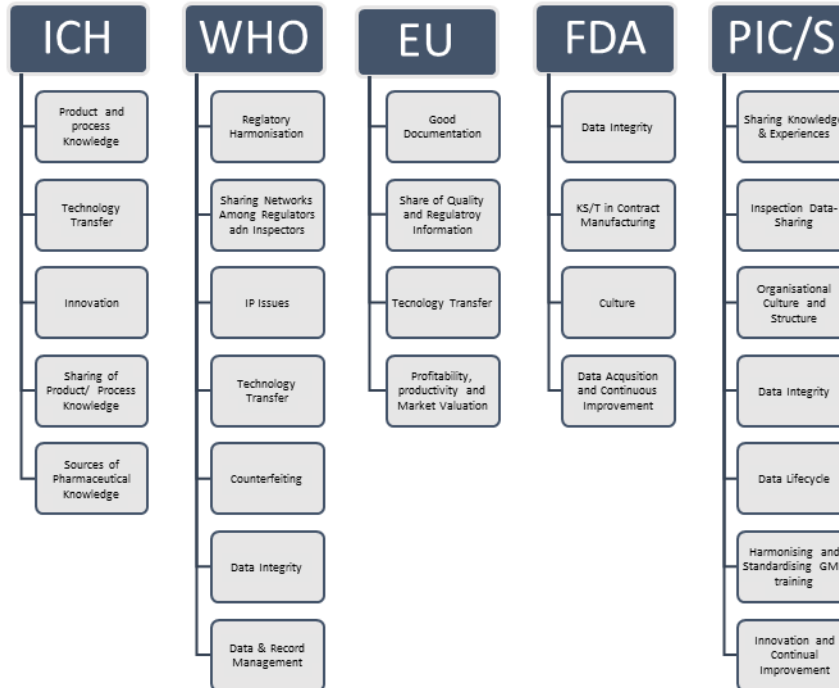 ICH
Product and
process
Knowledge
Technology
Transfer
Innovation
Sharing of
Product/ Process
Knowledge
Sources of
Pharmaceutical
Knowledge
WHO
Reglatory
Harmonisation
Sharing Networks
Among Regulators
adn Inspectors
IP Issues
Technology
Transfer
Counterfeiting
Data Integrity
Data & Record
Management
EU
Good
Documentation
Share of Quality
and Regulatroy
Information
Tecnology Transfer
Profitability,
productivity and
Market Valuation
FDA
Data Integrity
KS/T in Contract
Manufacturing
Culture
Data Acqusition
and Continuous
Improvement
PIC/S
Sharing Knowledge
& Experiences
Inspection Data-
Sharing
Organisational
Culture and
Structure
Data Integrity
Data Lifecycle
Harmonising and
Standardising GM
training
Innovation and
Continual
Improvement